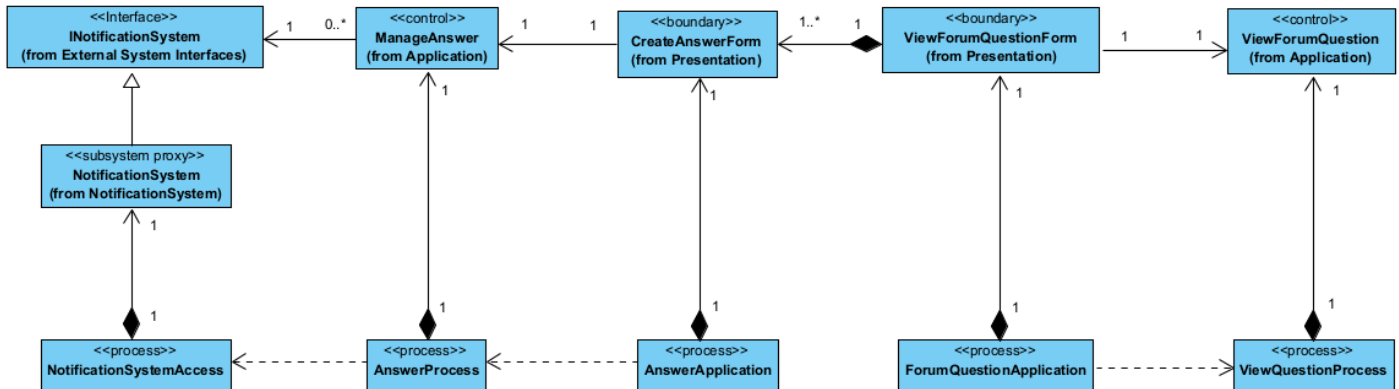 <<Interface>>
INotificationSystem
(from External System Interfaces)
1
0..*
<<control>>
ManageAnswer
(from Application)
1
1
<<boundary>>
CreateAnswerForm
(from Presentation)
1..*
1
<<boundary>>
ViewForumQuestionForm
(from Presentation)
1
1
<<control>>
ViewForumQuestion
(from Application)
1
1
1
1
<<subsystem proxy>>
NotificationSystem
(from NotificationSystem)
1
1
1
1
1
1
<<process>>
NotificationSystemAccess
<<process>>
AnswerProcess
<<process>>
AnswerApplication
<<process>>
ForumQuestionApplication
<<process>>
ViewQuestionProcess